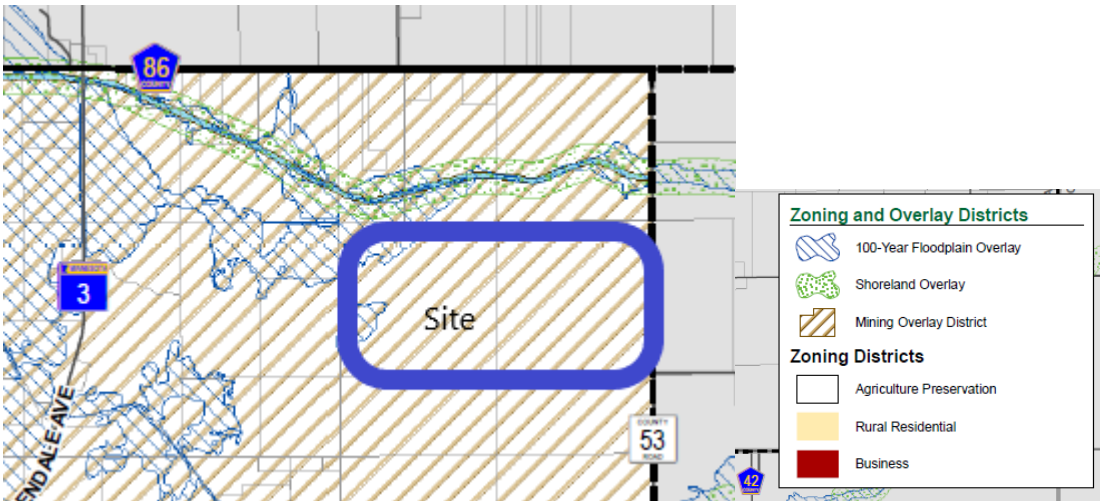 86
COUNTY
3
Site
ENDALE AVE
COUNTY
53
ROAD
42
Zoning and Overlay Districts
100-Year Floodplain Overlay
Shoreland Overlay
Mining Overlay District
Zoning Districts
Agriculture Preservation
Rural Residential
Business